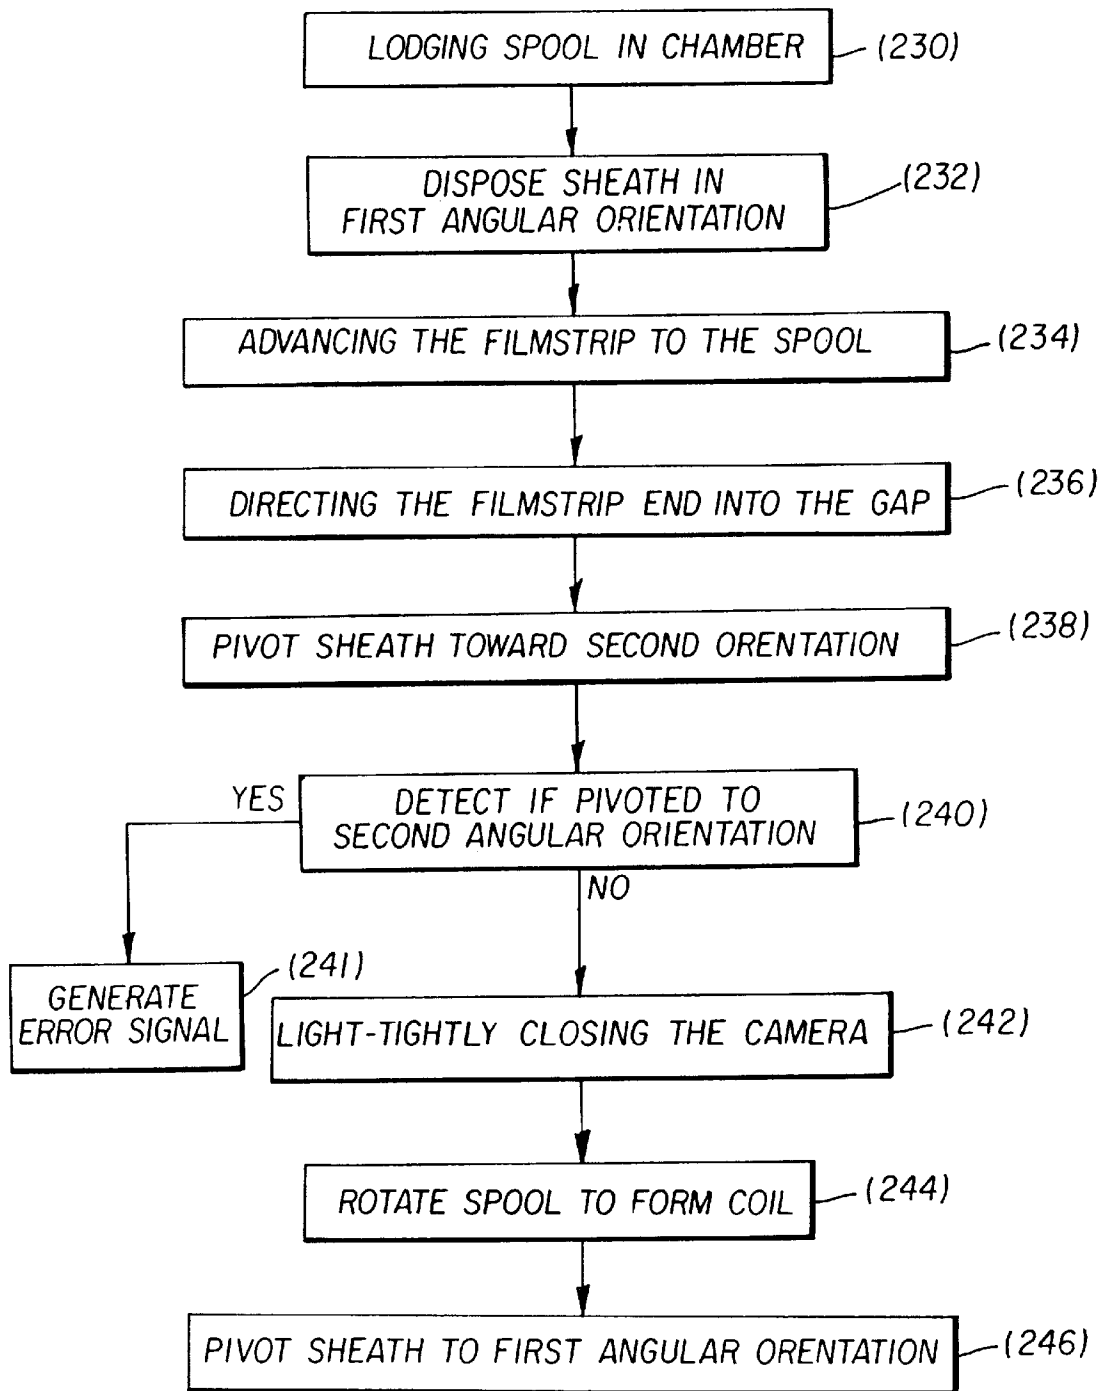 LODGING SPOOL IN CHAMBER
(230)
DISPOSE SHEATH IN
FIRST ANGULAR ORIENTATION
(232)
ADVANCING THE FILMSTRIP TO THE SPOOL
(234)
DIRECTING THE FILMSTRIP END INTO THE GAP
(236)
PIVOT SHEATH TOWARD SECOND ORENTATION
(238)
DETECT IF PIVOTED TO
SECOND ANGULAR ORIENTATION
(240)
YES
NO
GENERATE
ERROR SIGNAL
(241)
LIGHT-TIGHTLY CLOSING THE CAMERA
(242)
ROTATE SPOOL TO FORM COIL
(244)
PIVOT SHEATH TO FIRST ANGULAR ORENTATION
(246)